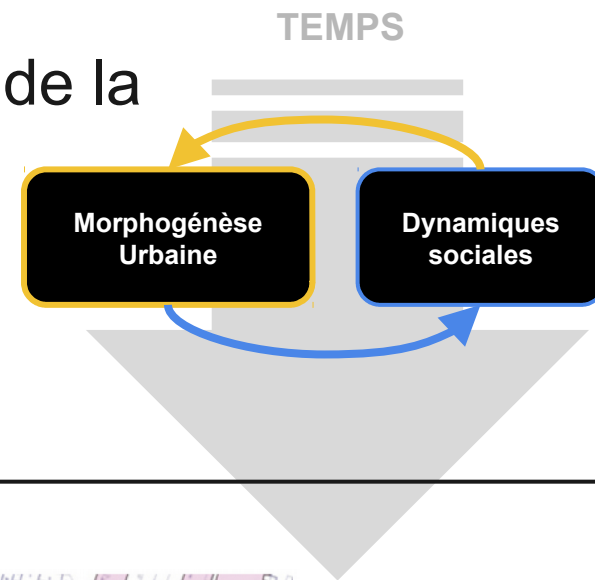 TEMPS
de la
Morphogénèse
Urbaine
Dynamiques
sociales